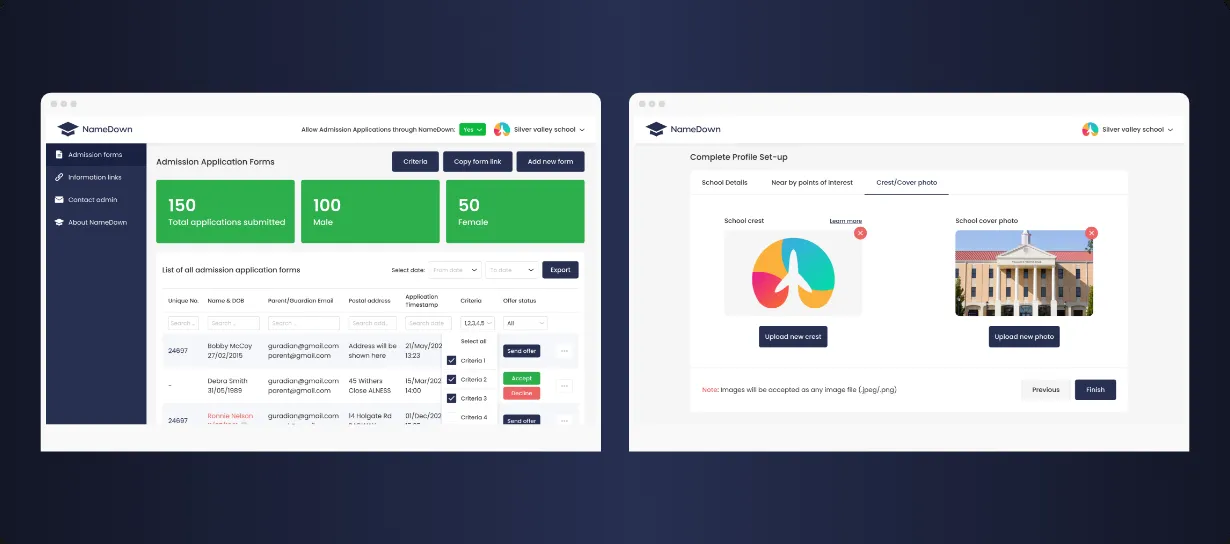 NameDown
Allow Admission Applications through NameDown: Yes
Silver valley school
Admission forms
Information links
Contact admin
About NameDown
Admission Application Forms
Criteria
Copy form link
Add new form
150
Total applications submitted
100
Male
50
Female
List of all admission application forms
Select date: From date To date Export
Unique No. Name & DOB Parent/Guardian Email Postal address Application Timestamp Criteria Offer status
Search ... Search ... Search ... Search add.. Search date 1,2,3,4,5 All
Select all
Criteria 1
Criteria 2
Criteria 3
Criteria 4
24697 Bobby McCoy guradian@gmail.com Address will be 21/May/202 Send offer ...
27/02/2015 parent@gmail.com shown here 13:23
- Debra Smith guradian@gmail.com 45 Withers 15/Mar/202 Accept ...
31/05/1989 parent@gmail.com Close ALNESS 14:00 Decline
24697 Ronnie Nelson guradian@gmail.com 14 Holgate Rd 01/Dec/202 Send offer ...
NameDown
Silver valley school
Complete Profile Set-up
School Details
Near by points of interest
Crest/Cover photo
School crest
Learn more
School cover photo
Upload new crest
Upload new photo
Note: Images will be accepted as any image file (.jpeg/.png)
Previous
Finish